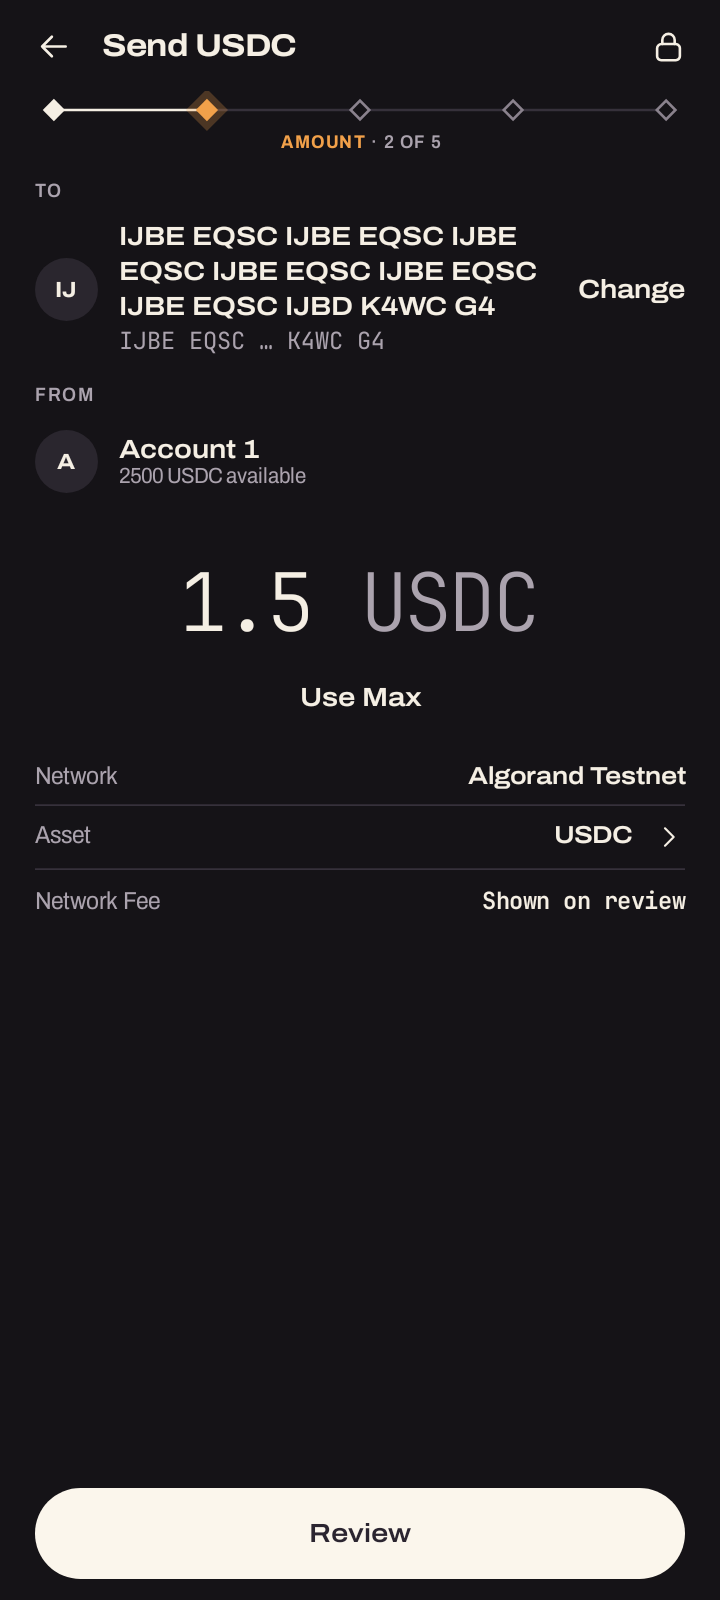 Send USDC
AMOUNT · 2 OF 5
TO
IJ
IJBE EQSC IJBE EQSC IJBE
EQSC IJBE EQSC IJBE EQSC
IJBE EQSC IJBD K4WC G4
IJBE EQSC … K4WC G4
Change
FROM
A
Account 1
2500 USDC available
1.5 USDC
Use Max
Network Algorand Testnet
Asset USDC
Network Fee Shown on review
Review